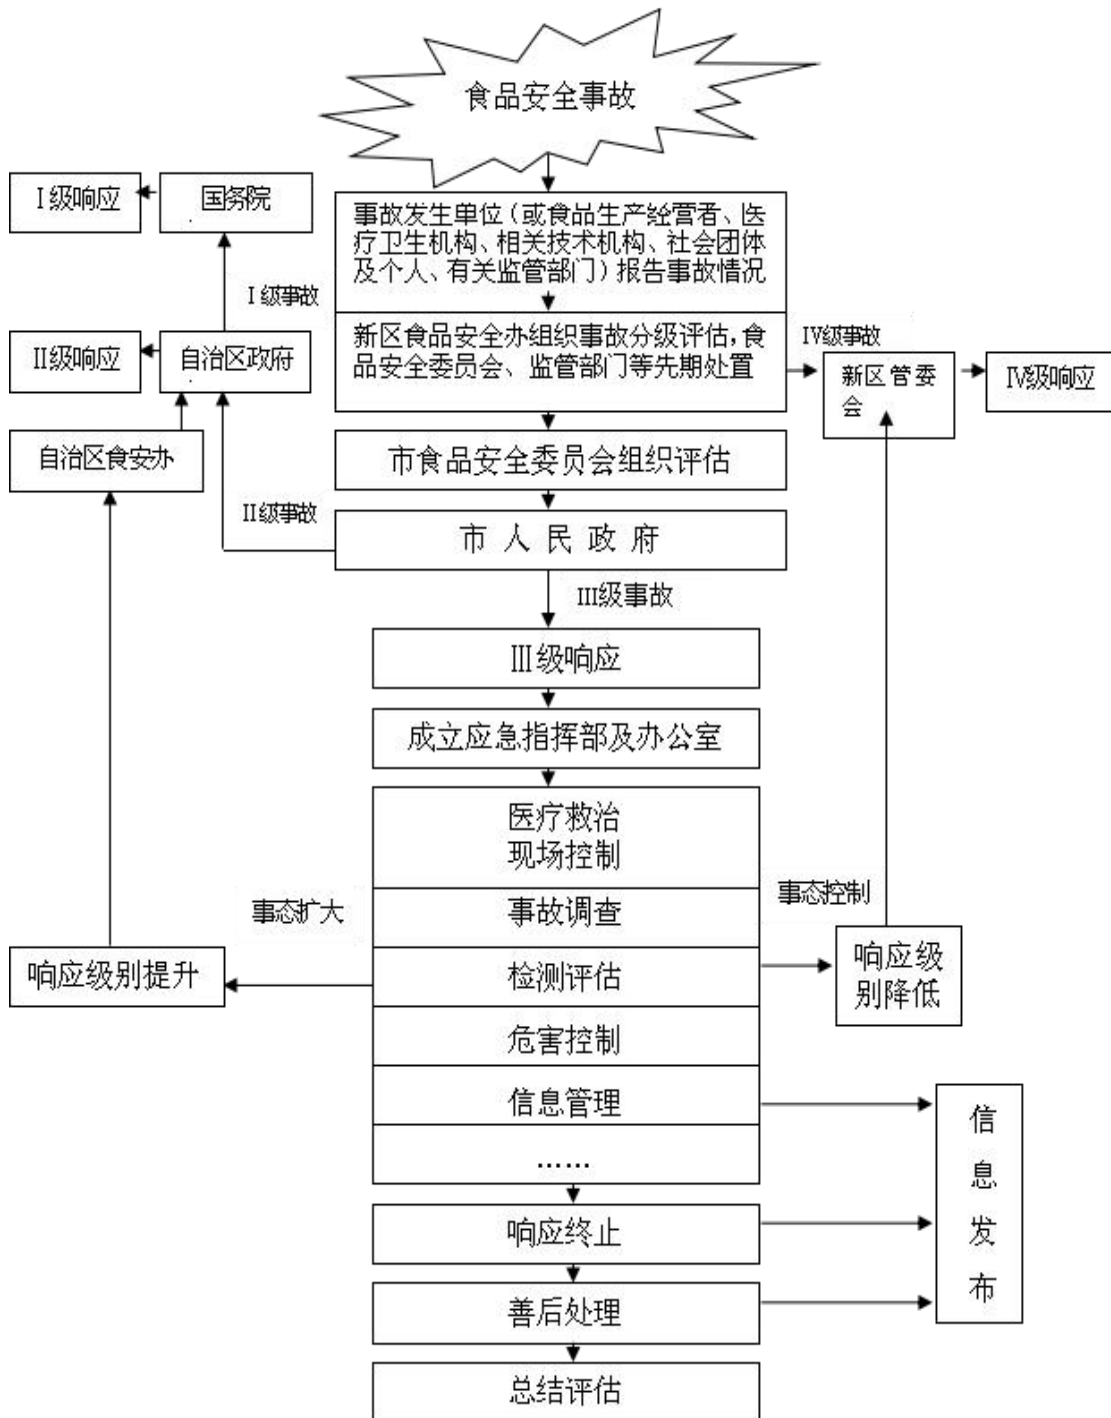 食品安全事故
Ⅰ级响应
国务院
事故发生单位（或食品生产经营者、医
疗卫生机构、相关技术机构、社会团体
及个人、有关监管部门）报告事故情况
Ⅰ级事故
新区食品安全办组织事故分级评估，食
品安全委员会、监管部门等先期处置
IV级事故
II级响应
自治区政府
新区管委
会
Ⅳ级响应
自治区食安办
市食品安全委员会组织评估
II级事故
市人民政府
III级事故
Ⅲ级响应
成立应急指挥部及办公室
医疗救治
现场控制
事态扩大
事故调查
事态控制
响应级别提升
检测评估
响应级
别降低
危害控制
信息管理
信
息
发
布
……
响应终止
善后处理
总结评估